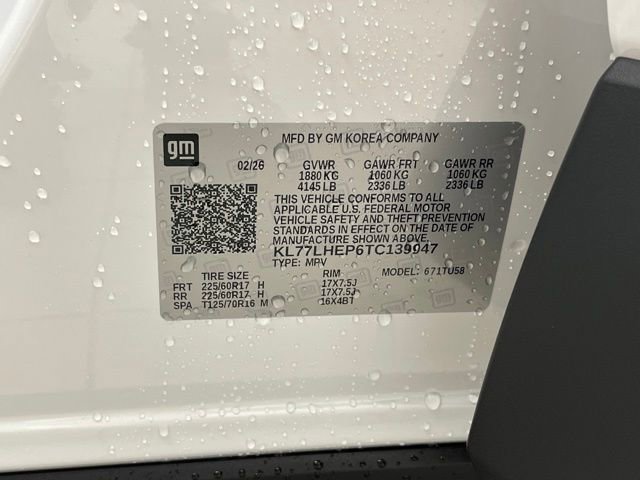 gm
MFD BY GM KOREA COMPANY
02/26 GVWR GAWR FRT GAWR RR
1880 KG 1060 KG 1060 KG
4145 LB 2336 LB 2336 LB
THIS VEHICLE CONFORMS TO ALL
APPLICABLE U.S. FEDERAL MOTOR
VEHICLE SAFETY AND THEFT PREVENTION
STANDARDS IN EFFECT ON THE DATE OF
MANUFACTURE SHOWN ABOVE.
KL77LHEP6TC139947
TYPE: MPV MODEL: 671TU58
TIRE SIZE RIM
FRT 225/60R17 H 17X7.5J
RR 225/60R17 H 17X7.5J
SPA T125/70R16 M 16X4BT